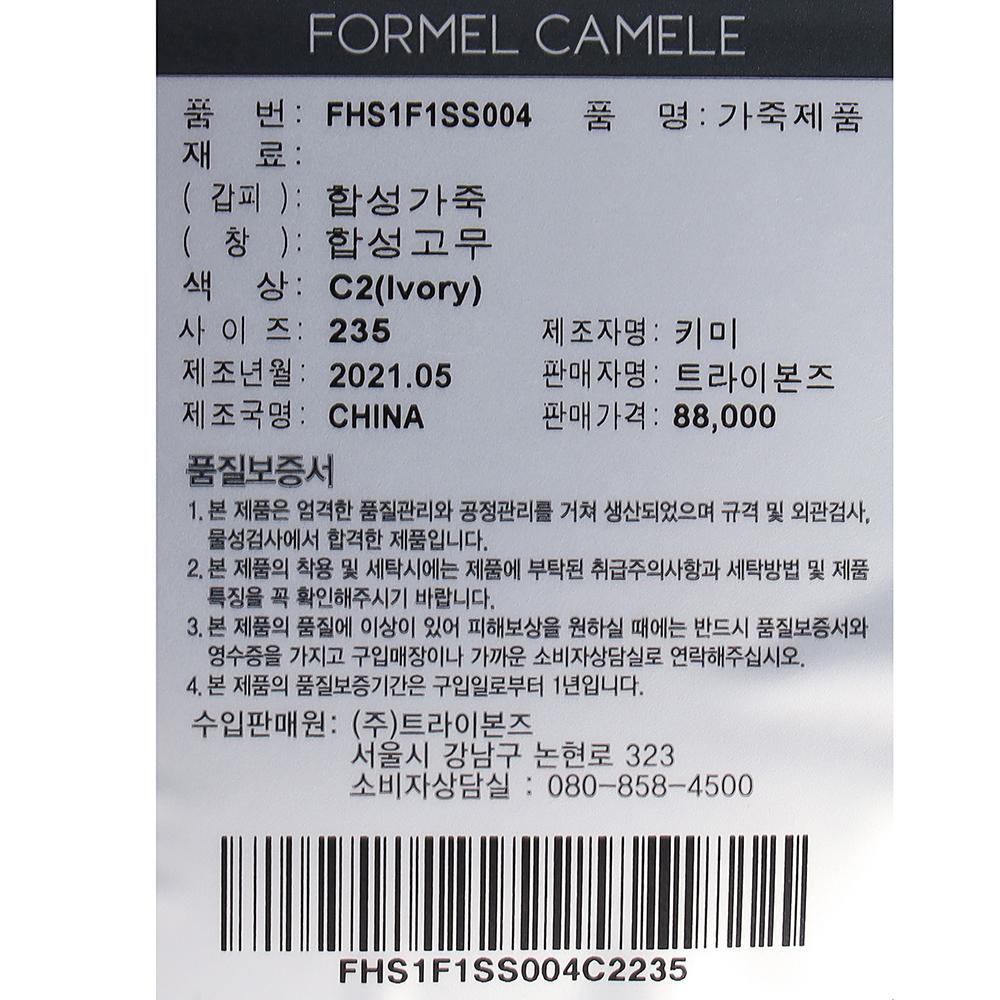 FORMEL CAMELE
품 번: FHS1F1SS004 품 명: 가죽제품
재 료:
( 갑피 ): 합성가죽
( 창 ): 합성고무
색 상: C2(Ivory)
사 이 즈: 235 제조자명: 키미
제조년월: 2021.05 판매자명: 트라이본즈
제조국명: CHINA 판매가격: 88,000
품질보증서
1. 본 제품은 엄격한 품질관리와 공정관리를 거쳐 생산되었으며 규격 및 외관검사,
물성검사에서 합격한 제품입니다.
2. 본 제품의 착용 및 세탁시에는 제품에 부탁된 취급주의사항과 세탁방법 및 제품
특징을 꼭 확인해주시기 바랍니다.
3. 본 제품의 품질에 이상이 있어 피해보상을 원하실 때에는 반드시 품질보증서와
영수증을 가지고 구입매장이나 가까운 소비자상담실로 연락해주십시오.
4. 본 제품의 품질보증기간은 구입일로부터 1년입니다.
수입판매원: (주)트라이본즈
서울시 강남구 논현로 323
소비자상담실 : 080-858-4500
FHS1F1SS004C2235